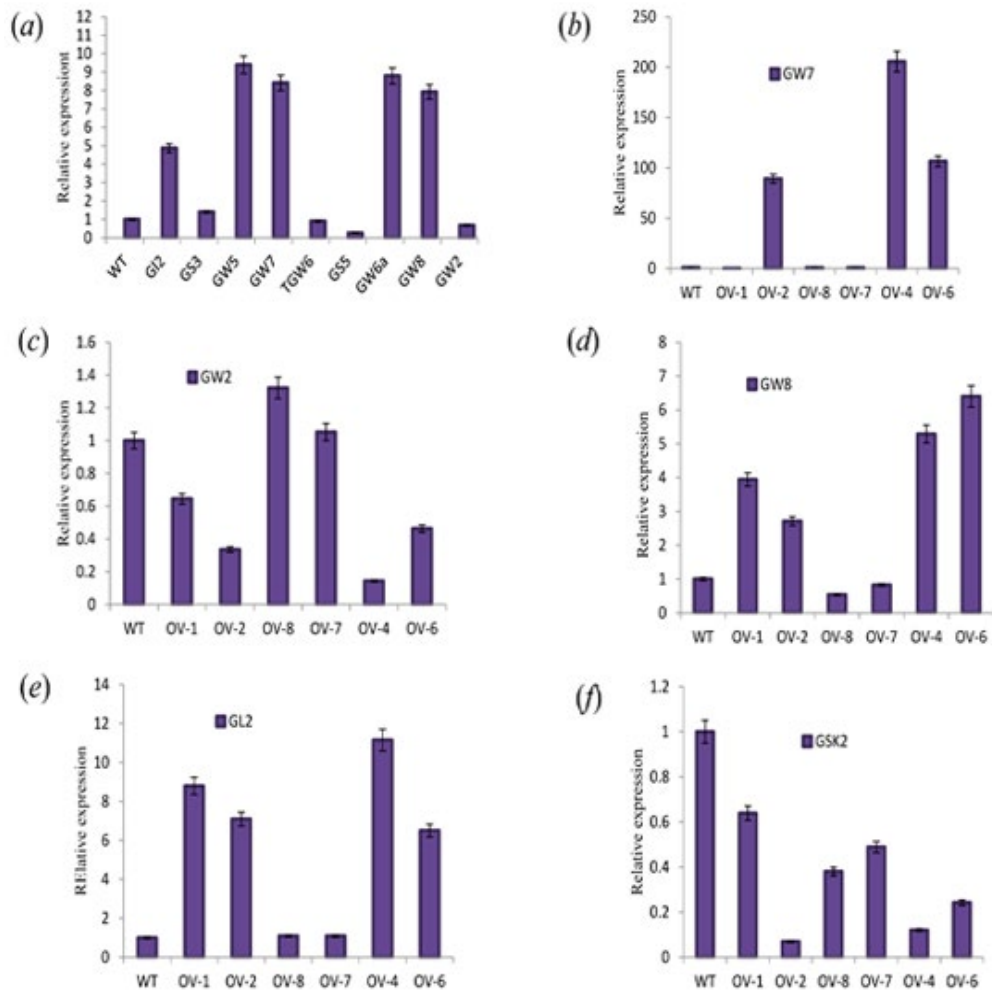 (a)
Relative expressiont
12
11
10
9
8
7
6
5
4
3
2
1
0
WT GI2 GS3 GW5 GW7 TGW6 GS5 GW6a GW8 GW2
(b)
Relative expression
250
200
150
100
50
0
GW7
WT OV-1 OV-2 OV-8 OV-7 OV-4 OV-6
(c)
Relative expression
1.6
1.4
1.2
1
0.8
0.6
0.4
0.2
0
GW2
WT OV-1 OV-2 OV-8 OV-7 OV-4 OV-6
(d)
Relative expression
8
7
6
5
4
3
2
1
0
GW8
WT OV-1 OV-2 OV-8 OV-7 OV-4 OV-6
(e)
RElative expression
14
12
10
8
6
4
2
0
GL2
WT OV-1 OV-2 OV-8 OV-7 OV-4 OV-6
(f)
Relative expression
1.2
1
0.8
0.6
0.4
0.2
0
GSK2
WT OV-1 OV-2 OV-8 OV-7 OV-4 OV-6